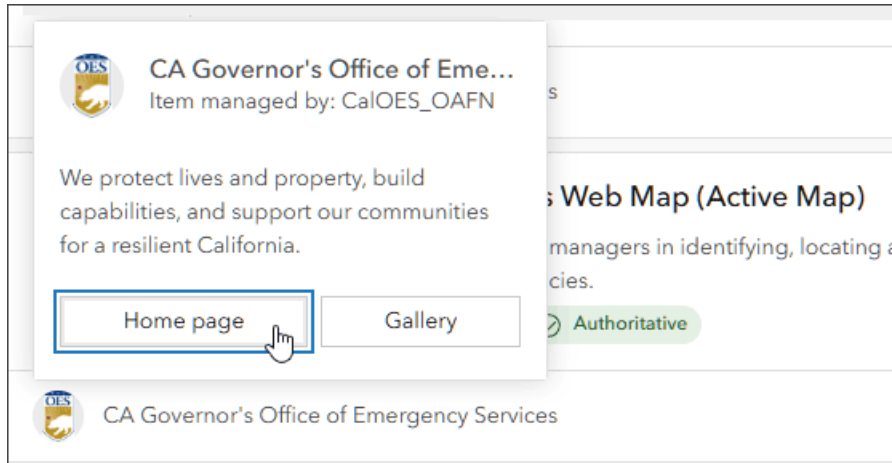 OES
CA Governor's Office of Eme...
Item managed by: CalOES_OAFN
s
We protect lives and property, build
capabilities, and support our communities
for a resilient California.
s Web Map (Active Map)
managers in identifying, locating a
cies.
Home page
Gallery
Authoritative
OES
CA Governor's Office of Emergency Services